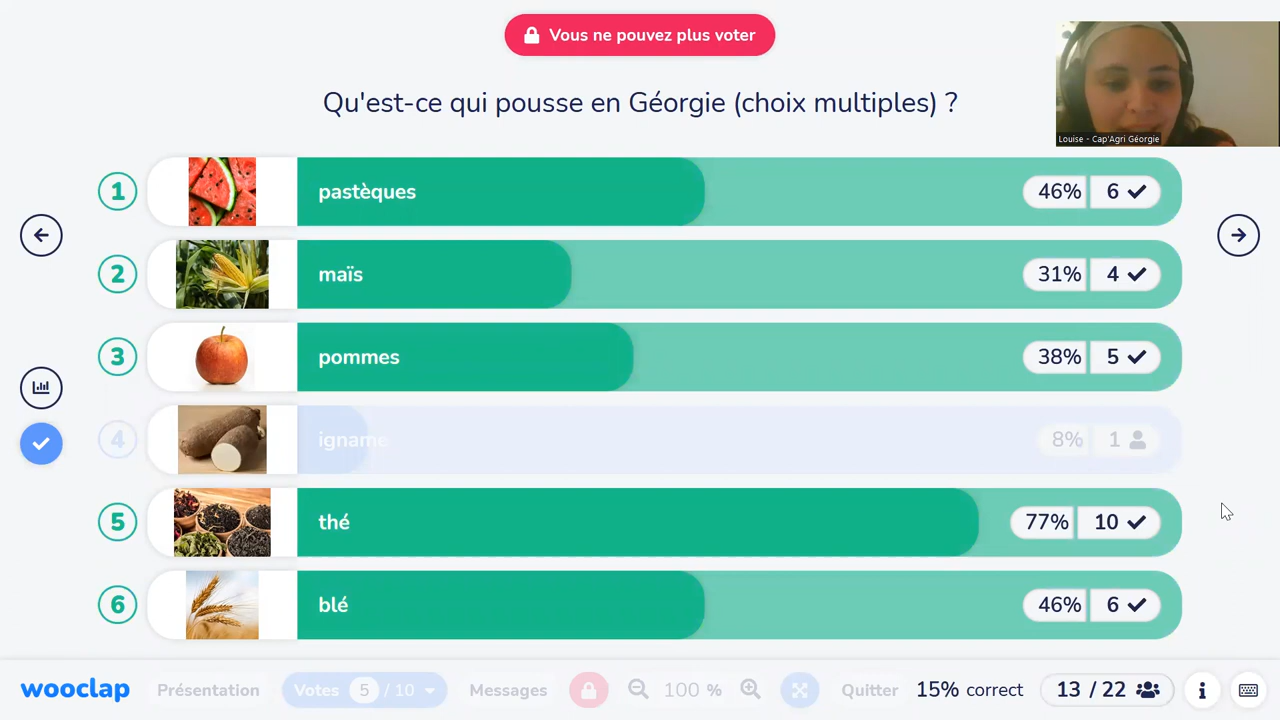 Vous ne pouvez plus voter
Qu'est-ce qui pousse en Géorgie (choix multiples) ?
Louise - Cap'Agri Géorgie
1 pastèques 46% 6
2 maïs 31% 4
3 pommes 38% 5
4 igname 8% 1
5 thé 77% 10
6 blé 46% 6
wooclap Présentation Votes 5 / 10 Messages 100 % Quitter 15% correct 13 / 22